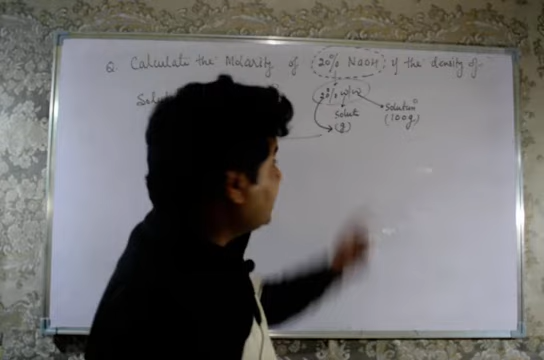 Q Calculate the Molarity of 20% NaOH if the density of
20% w/w
Solute
(g)
Solution
(100g.)